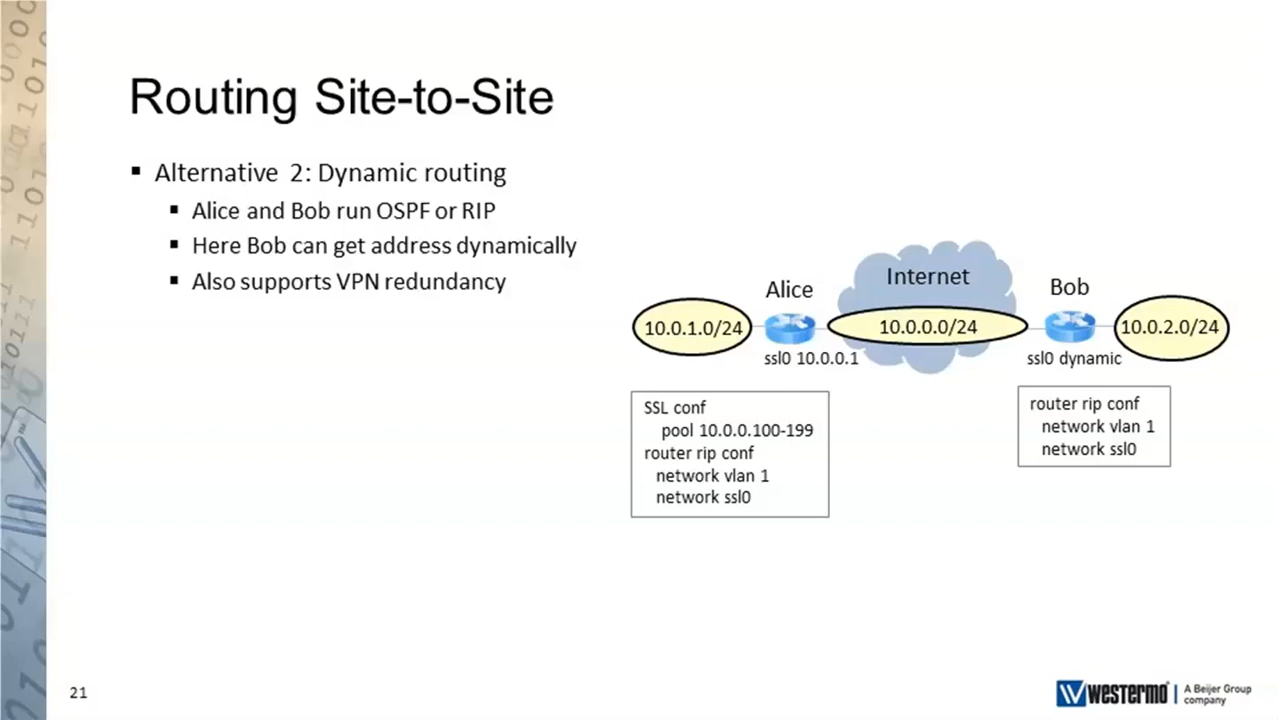 Routing Site-to-Site
▪ Alternative 2: Dynamic routing
▪ Alice and Bob run OSPF or RIP
▪ Here Bob can get address dynamically
▪ Also supports VPN redundancy
Internet
Alice
Bob
10.0.1.0/24
10.0.0.0/24
10.0.2.0/24
ssl0 10.0.0.1
ssl0 dynamic
SSL conf
pool 10.0.0.100-199
router rip conf
network vlan 1
network ssl0
router rip conf
network vlan 1
network ssl0
21
westermo
A Beijer Group
company